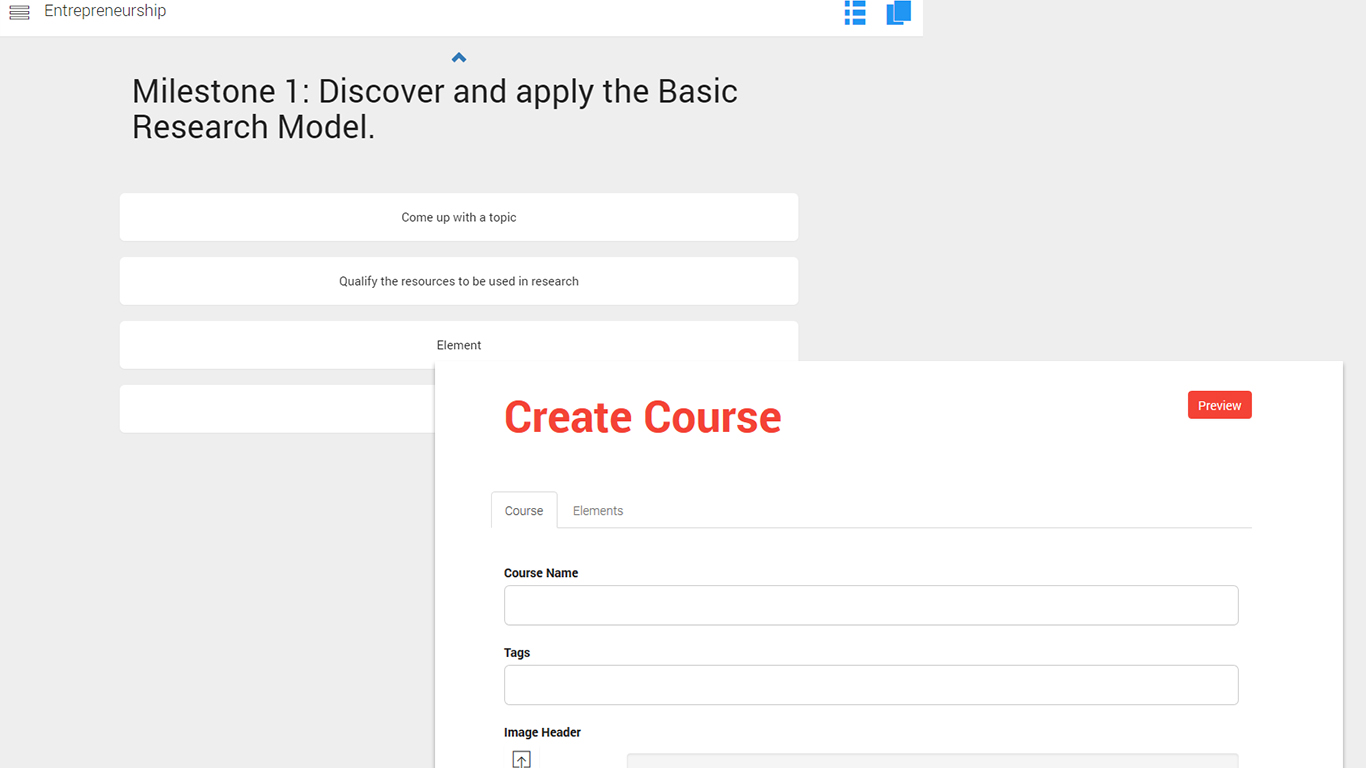 Entrepreneurship
Milestone 1: Discover and apply the Basic
Research Model.
Come up with a topic
Qualify the resources to be used in research
Element
Create Course
Preview
Course
Elements
Course Name
Tags
Image Header